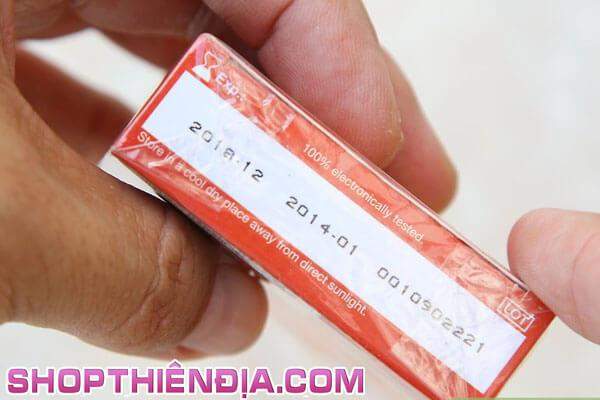 Exp.
100% electronically tested.
2018-12 2014-01 0010902221
LOT
Store in a cool dry place away from direct sunlight.
SHOPTHIÊNĐỊA.COM